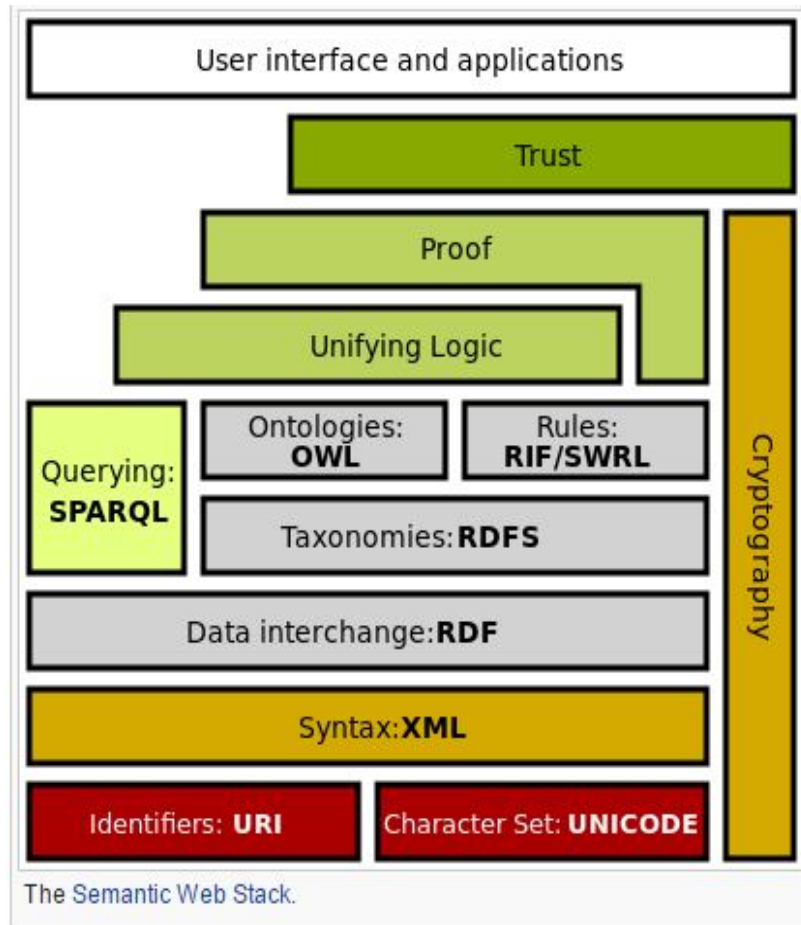 User interface and applications
Trust
Proof
Unifying Logic
Ontologies:
OWL
Rules:
RIF/SWRL
Querying:
SPARQL
Taxonomies:RDFS
Cryptography
Data interchange:RDF
Syntax:XML
Identifiers: URI
Character Set: UNICODE
The Semantic Web Stack.